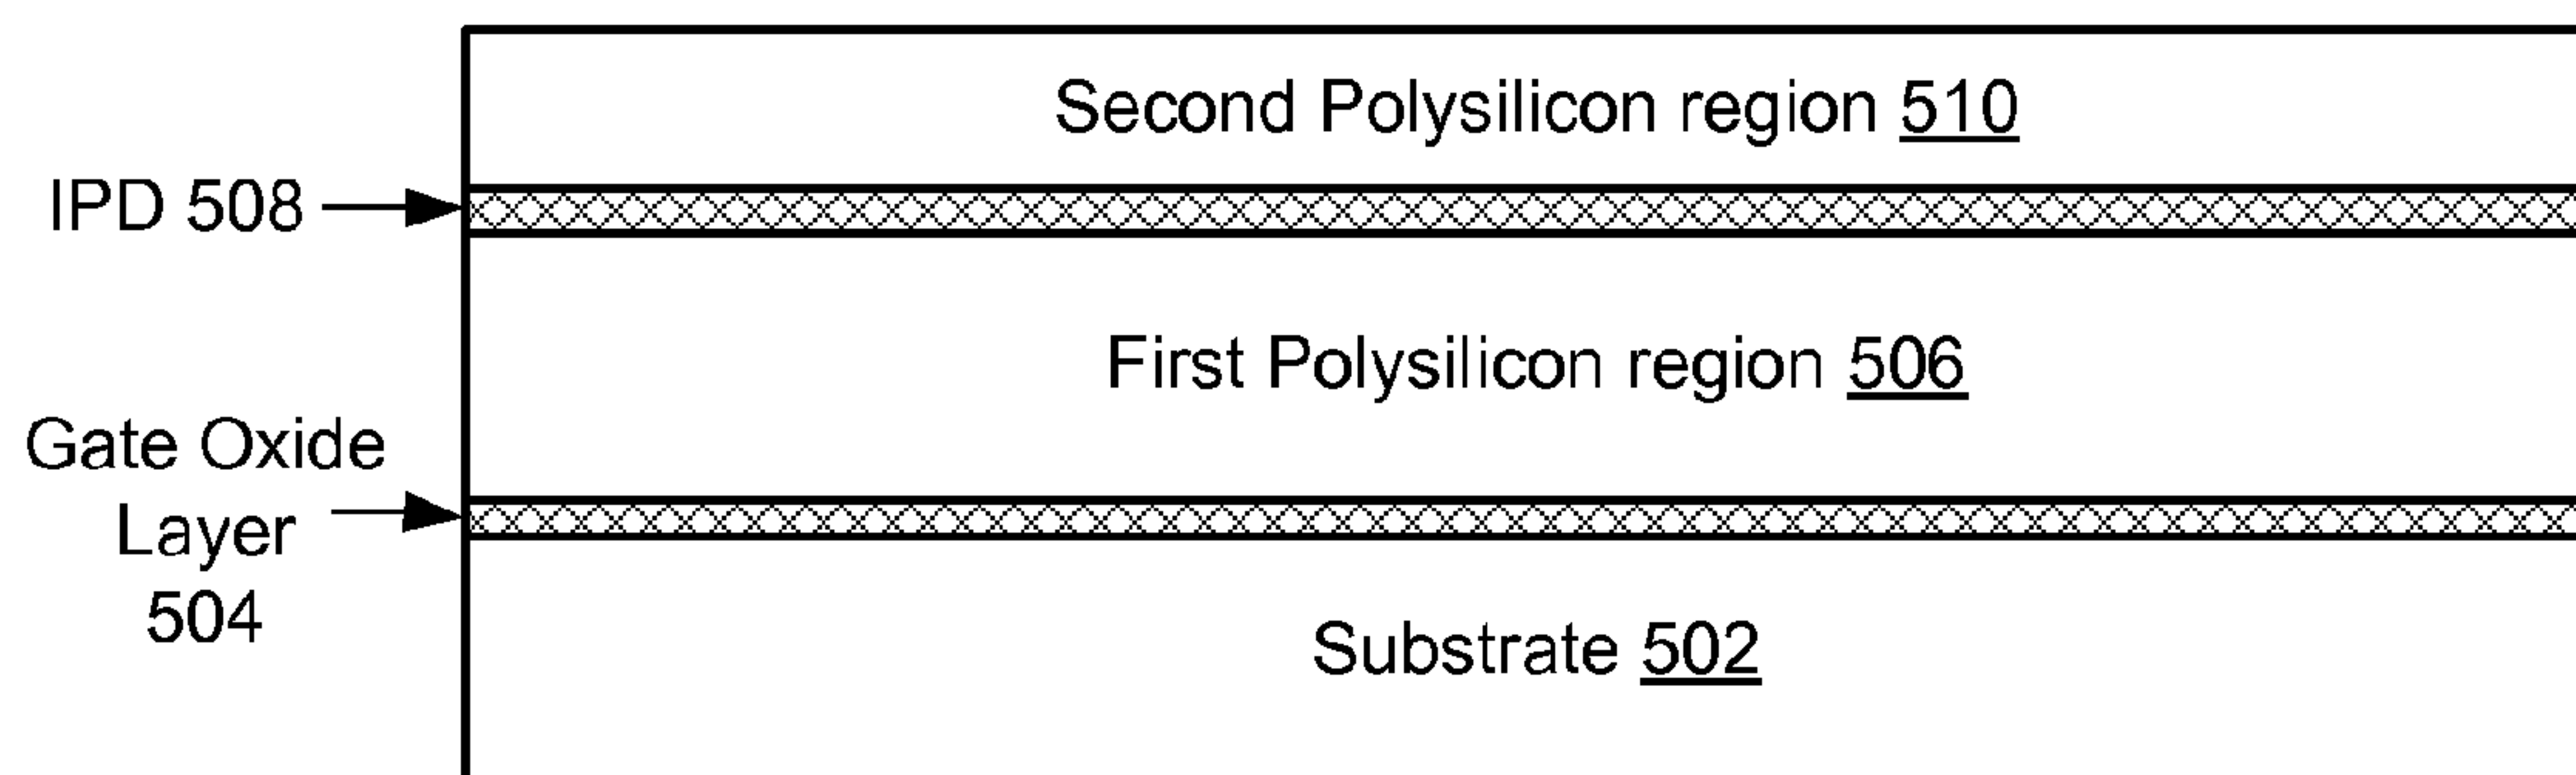 Second Polysilicon region 510
IPD 508
First Polysilicon region 506
Gate Oxide
Layer
504
Substrate 502